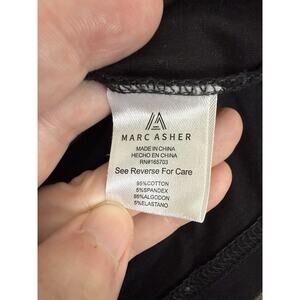 MARC ASHER
MADE IN CHINA
HECHO EN CHINA
RN#165703
See Reverse For Care
95%COTTON
5%SPANDEX
95%ALGODON
5%ELASTANO